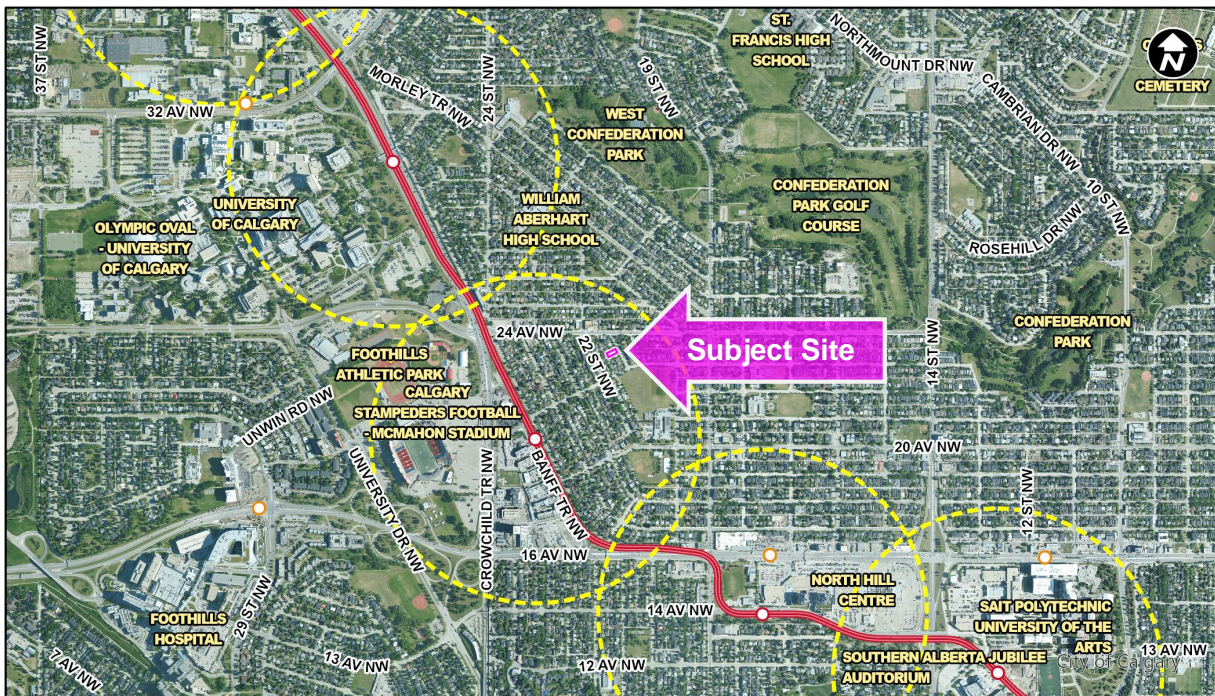 ST.
FRANCIS HIGH
SCHOOL
NORTHMOUNT DR NW
N
CEMETERY
37 ST NW
MORLEY TR NW
24 ST NW
19 ST NW
CAMBRIAN DR NW
32 AV NW
WEST
CONFEDERATION
PARK
10 ST NW
UNIVERSITY
OF CALGARY
WILLIAM
ABERHART
HIGH SCHOOL
CONFEDERATION
PARK GOLF
COURSE
OLYMPIC OVAL
- UNIVERSITY
OF CALGARY
ROSEHILL DR NW
24 AV NW
22 ST NW
Subject Site
14 ST NW
CONFEDERATION
PARK
FOOTHILLS
ATHLETIC PARK
CALGARY
STAMPEDERS FOOTBALL
- MCMAHON STADIUM
UNWIN RD NW
UNIVERSITY DR NW
CROWCHILD TR NW
BANFF TR NW
20 AV NW
12 ST NW
16 AV NW
NORTH HILL
CENTRE
14 AV NW
SAIT POLYTECHNIC
UNIVERSITY OF THE
ARTS
FOOTHILLS
HOSPITAL
29 ST NW
7 AV NW
13 AV NW
12 AV NW
SOUTHERN ALBERTA JUBILEE
AUDITORIUM
13 AV NW
City of Calgary